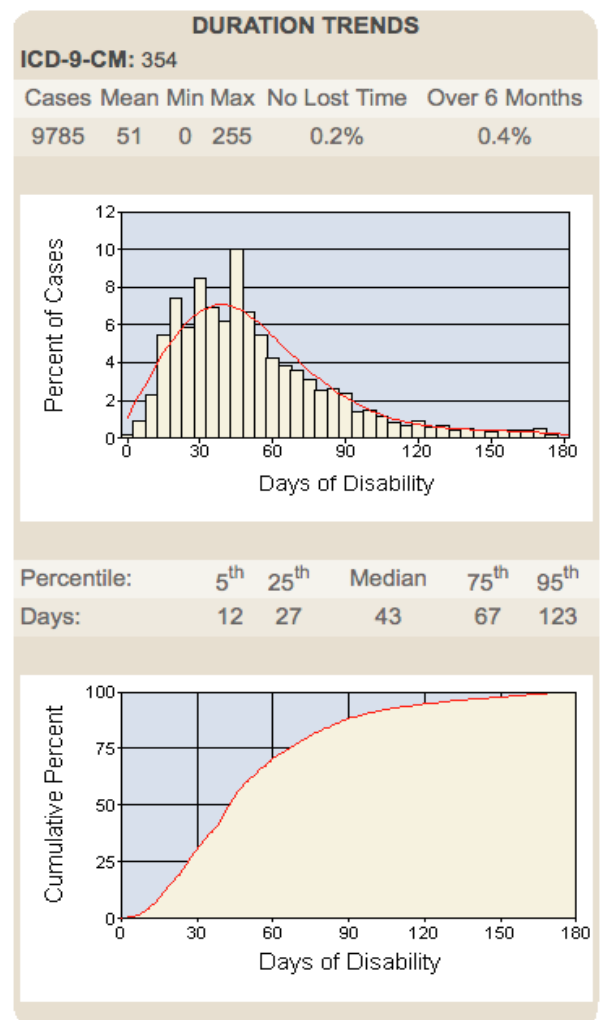 DURATION TRENDS
ICD-9-CM: 354
Cases Mean Min Max No Lost Time Over 6 Months
9785 51 0 255 0.2% 0.4%
12
10
8
6
4
2
0
Percent of Cases
0 30 60 90 120 150 180
Days of Disability
Percentile: 5th 25th Median 75th 95th
Days: 12 27 43 67 123
100
75
50
25
0
Cumulative Percent
0 30 60 90 120 150 180
Days of Disability